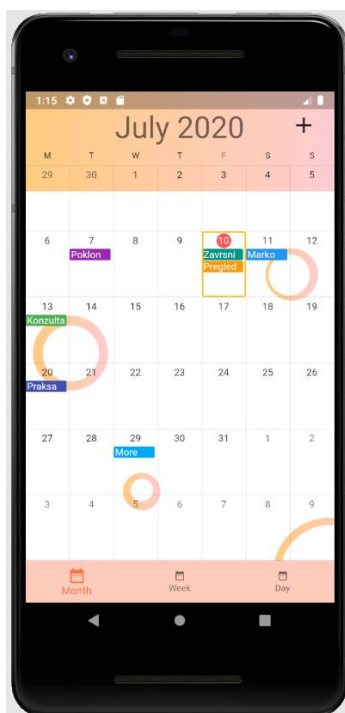 1:15
July 2020 +
M T W T F S S
29 30 1 2 3 4 5
6 7 8 9 10 11 12
Poklon Zavrsni Marko
Pregled
13 14 15 16 17 18 19
Konzulta
20 21 22 23 24 25 26
Praksa
27 28 29 30 31 1 2
More
3 4 5 6 7 8 9
Month Week Day